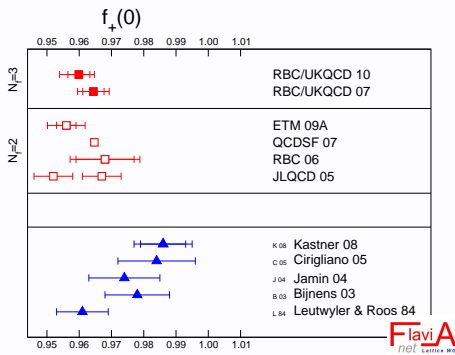 f+(0)
0.95 0.96 0.97 0.98 0.99 1.00 1.01
Nf=3
RBC/UKQCD 10
RBC/UKQCD 07
Nf=2
ETM 09A
QCDSF 07
RBC 06
JLQCD 05
K 08 Kastner 08
C 05 Cirigliano 05
J 04 Jamin 04
B 03 Bijnens 03
L 84 Leutwyler & Roos 84
0.95 0.96 0.97 0.98 0.99 1.00 1.01
FlaviA
net Lattice WG